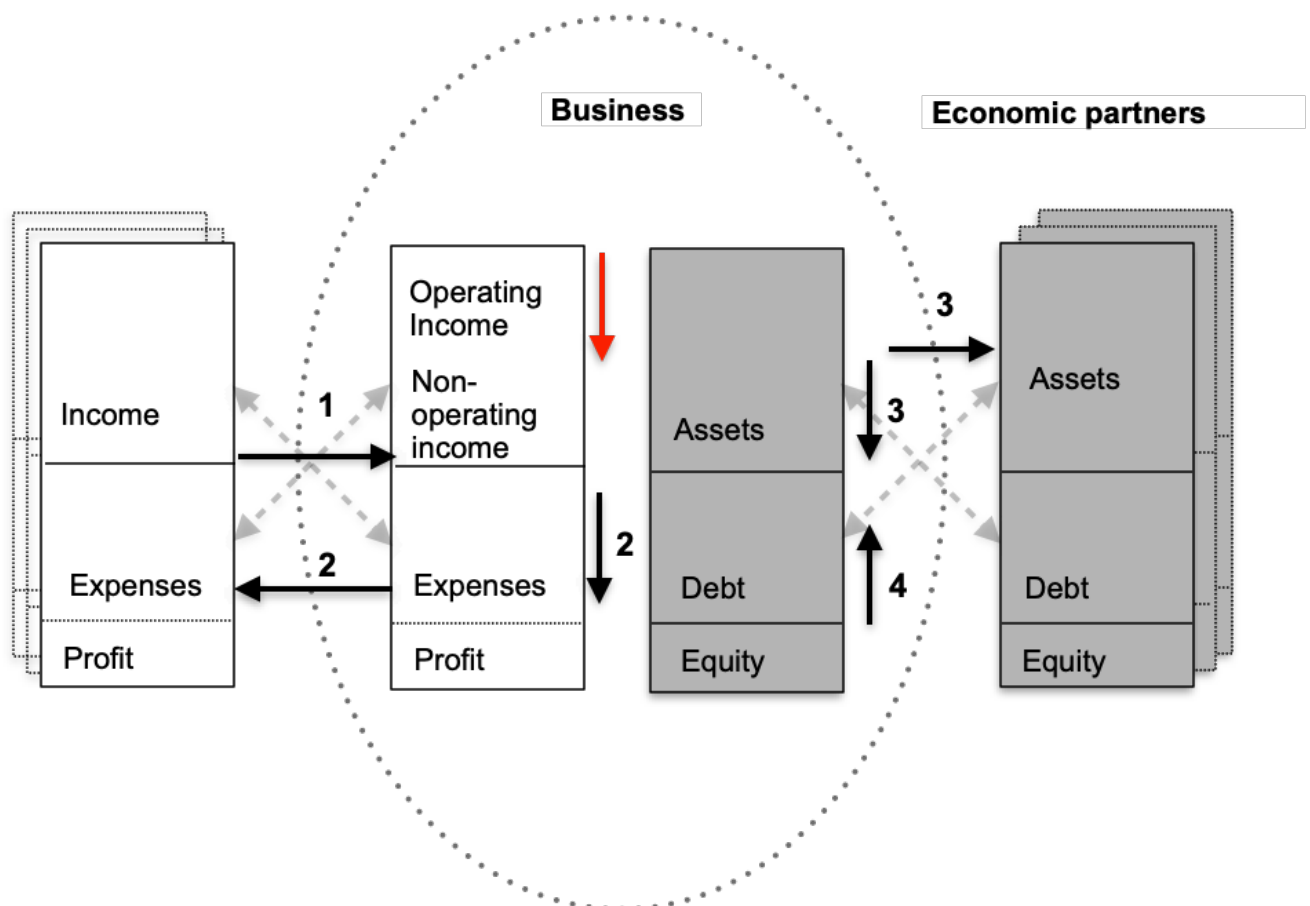 Business
Economic partners
Income
Expenses
Profit
1
2
Operating
Income
Non-
operating
income
Expenses
Profit
2
Assets
Debt
Equity
3
3
4
Assets
Debt
Equity